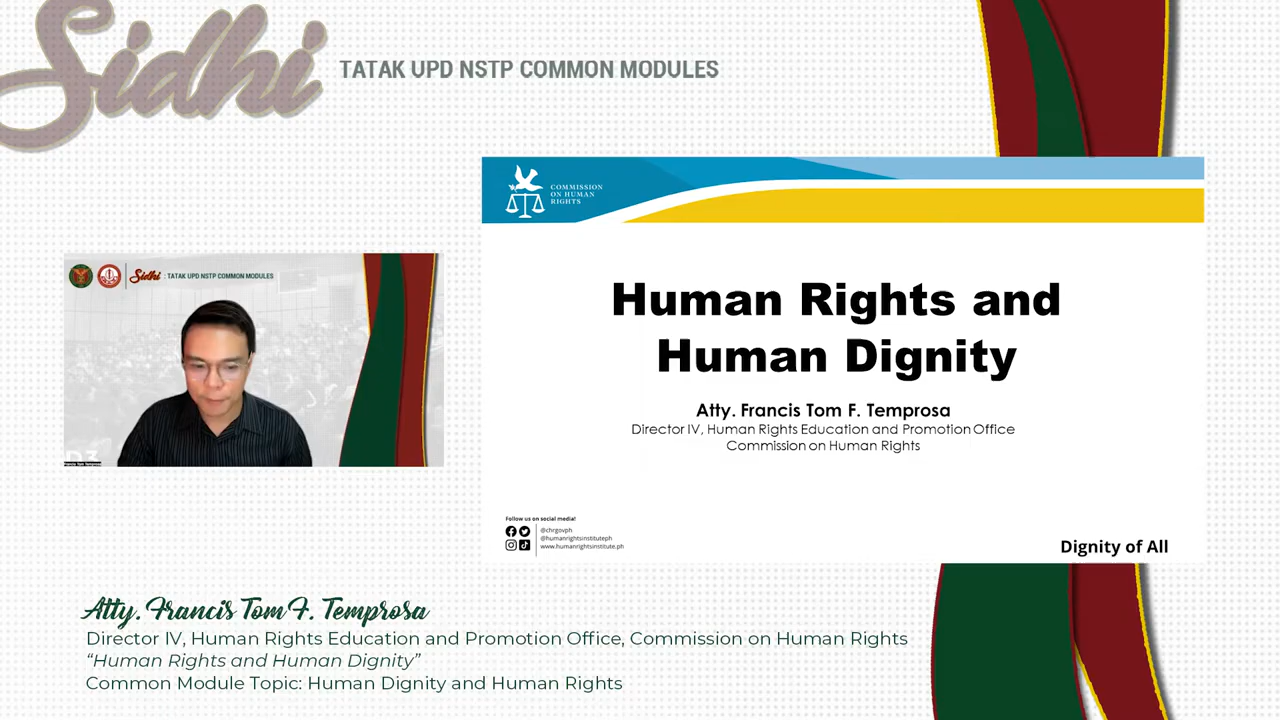 Sidhi
TATAK UPD NSTP COMMON MODULES
COMMISSION
ON HUMAN
RIGHTS
Sidhi : TATAK UPD NSTP COMMON MODULES
Francis Tom Temprosa
Human Rights and
Human Dignity
Atty. Francis Tom F. Temprosa
Director IV, Human Rights Education and Promotion Office
Commission on Human Rights
Follow us on social media!
@chrgovph
@humanrightsinstituteph
www.humanrightsinstitute.ph
Dignity of All
Atty. Francis Tom F. Temprosa
Director IV, Human Rights Education and Promotion Office, Commission on Human Rights
“Human Rights and Human Dignity”
Common Module Topic: Human Dignity and Human Rights